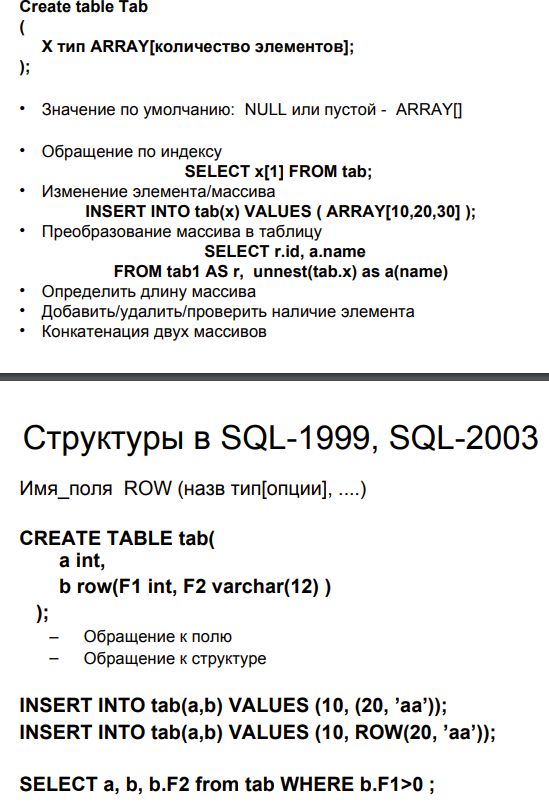 Create table Tab
(
X тип ARRAY[количество элементов];
);
• Значение по умолчанию: NULL или пустой - ARRAY[]
• Обращение по индексу
SELECT x[1] FROM tab;
• Изменение элемента/массива
INSERT INTO tab(x) VALUES ( ARRAY[10,20,30] );
• Преобразование массива в таблицу
SELECT r.id, a.name
FROM tab1 AS r, unnest(tab.x) as a(name)
• Определить длину массива
• Добавить/удалить/проверить наличие элемента
• Конкатенация двух массивов
Структуры в SQL-1999, SQL-2003
Имя_поля ROW (назв тип[опции], ....)
CREATE TABLE tab(
a int,
b row(F1 int, F2 varchar(12) )
);
– Обращение к полю
– Обращение к структуре
INSERT INTO tab(a,b) VALUES (10, (20, ’aa’));
INSERT INTO tab(a,b) VALUES (10, ROW(20, ’aa’));
SELECT a, b, b.F2 from tab WHERE b.F1>0 ;